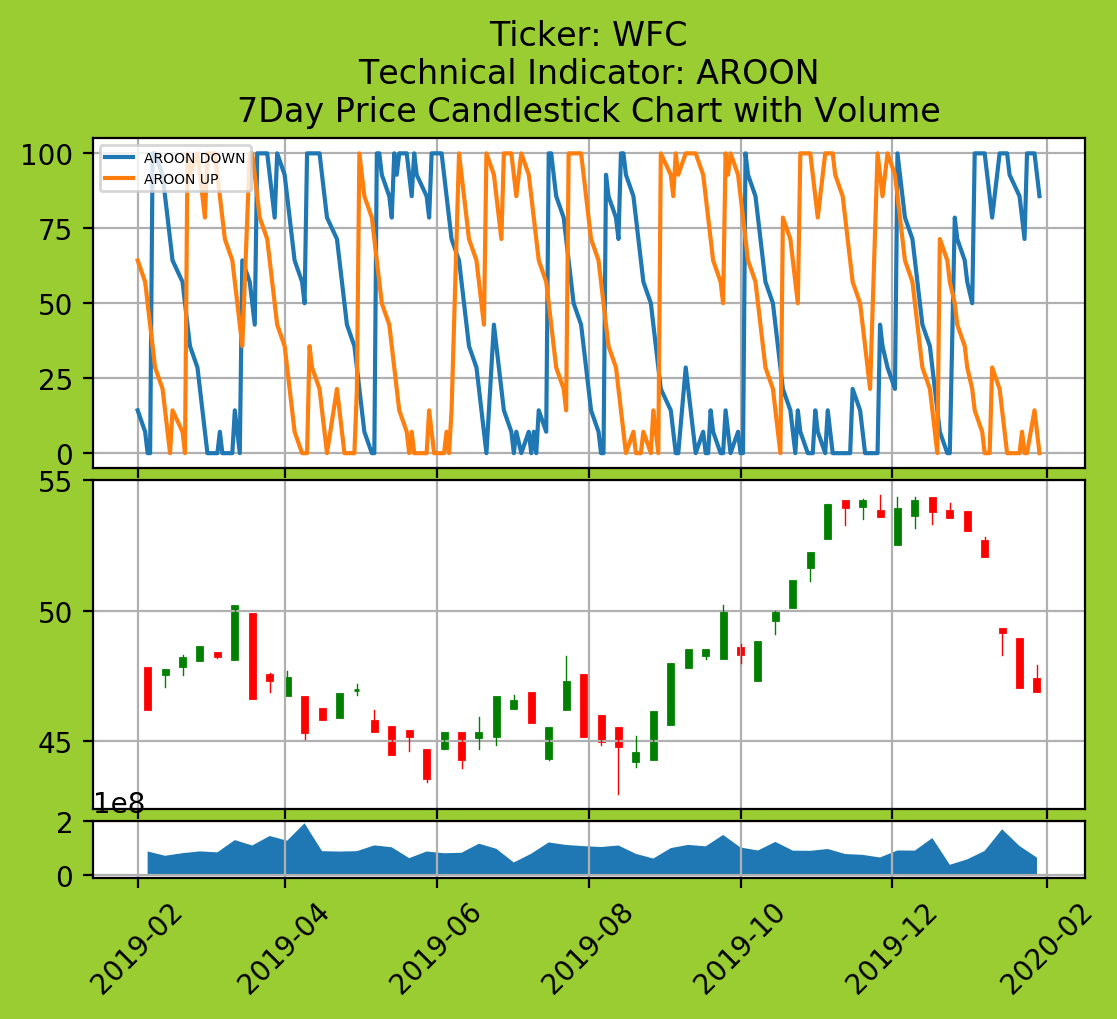 Ticker: WFC
Technical Indicator: AROON
7Day Price Candlestick Chart with Volume
100
75
50
25
0
AROON DOWN
AROON UP
55
50
45
1e8
2
0
2019-02
2019-04
2019-06
2019-08
2019-10
2019-12
2020-02